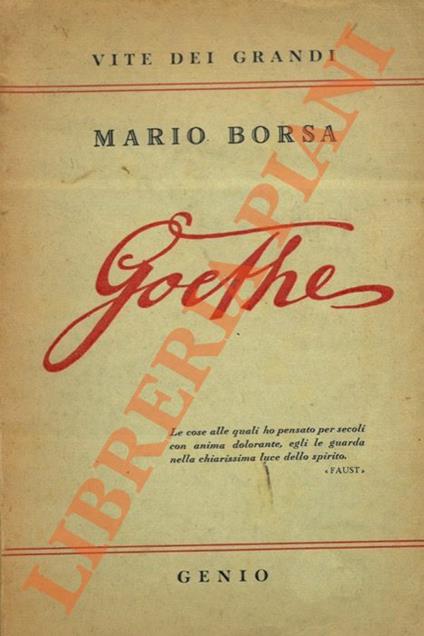 VITE DEI GRANDI
MARIO BORSA
Goethe
Le cose alle quali ho pensato per secoli
con anima dolorante, egli le guarda
nella chiarissima luce dello spirito.
«FAUST»
GENIO
LIBRERIA PIANI